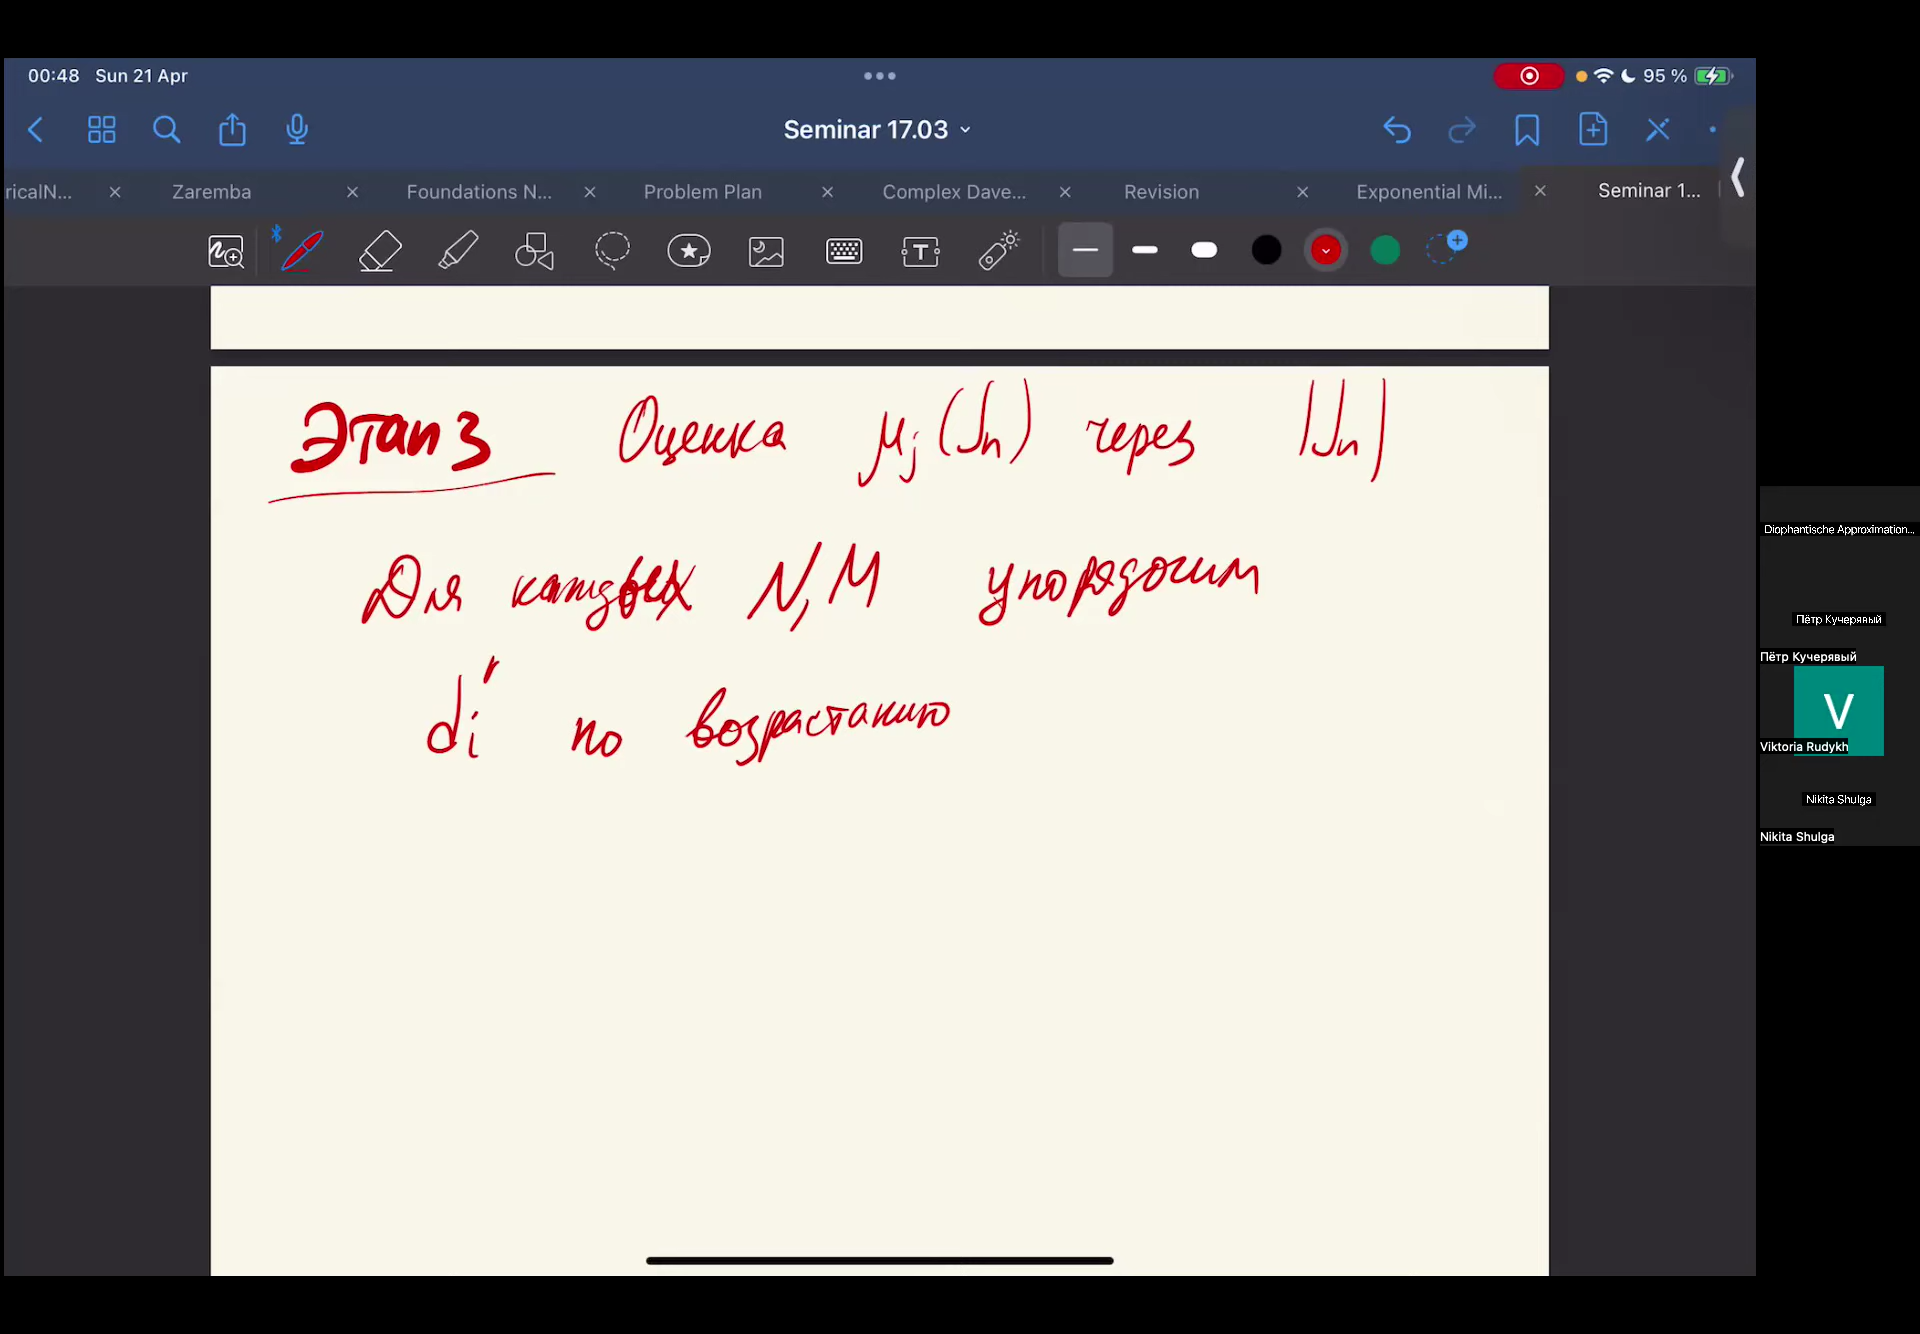 00:48 Sun 21 Apr
95 %
Seminar 17.03
ricalN...
Zaremba
Foundations N...
Problem Plan
Complex Dave...
Revision
Exponential Mi...
Seminar 1...
Этап 3 Оценка μj(Jn) через |Jn|
Для каждых N, M упорядочим
di' по возрастанию
Diophantische Approximation...
Пётр Кучерявый
Пётр Кучерявый
V
Viktoria Rudykh
Nikita Shulga
Nikita Shulga